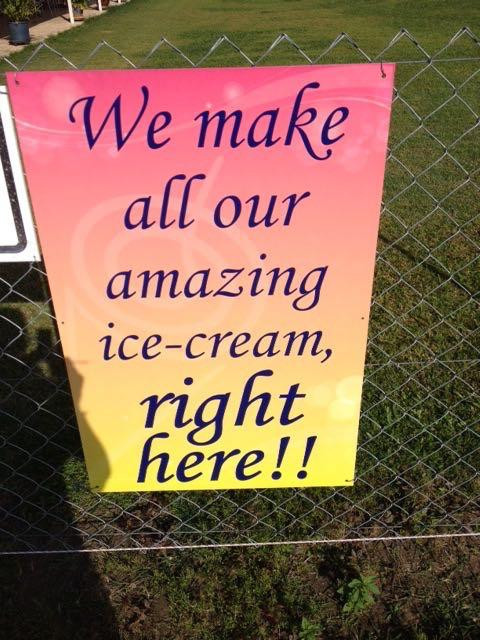 We make
all our
amazing
ice-cream,
right
here!!